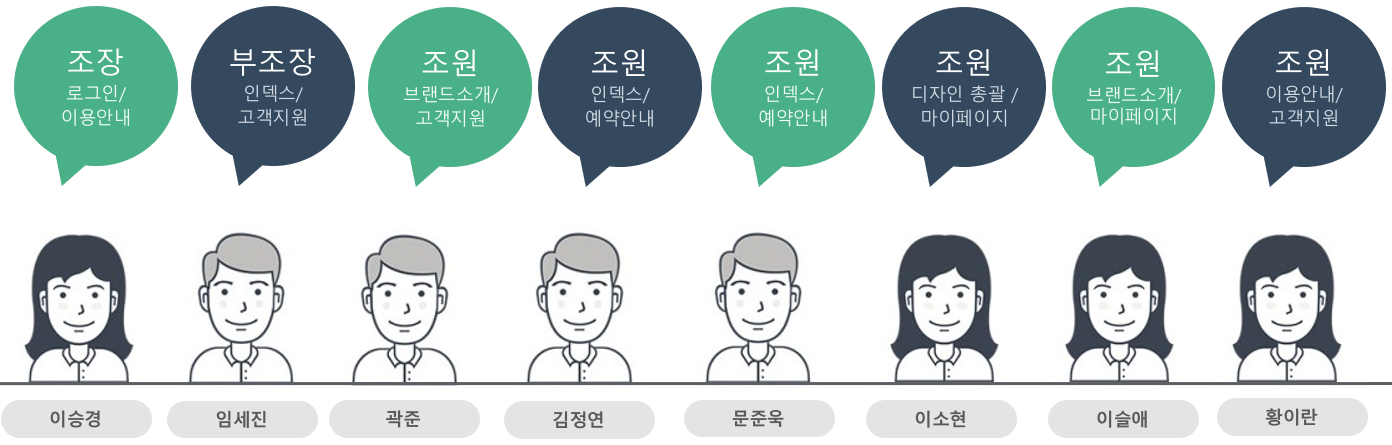 조장
로그인/
이용안내
부조장
인덱스/
고객지원
조원
브랜드소개/
고객지원
조원
인덱스/
예약안내
조원
인덱스/
예약안내
조원
디자인 총괄 /
마이페이지
조원
브랜드소개/
마이페이지
조원
이용안내/
고객지원
이승경
임세진
곽준
김정연
문준욱
이소현
이슬애
황이란